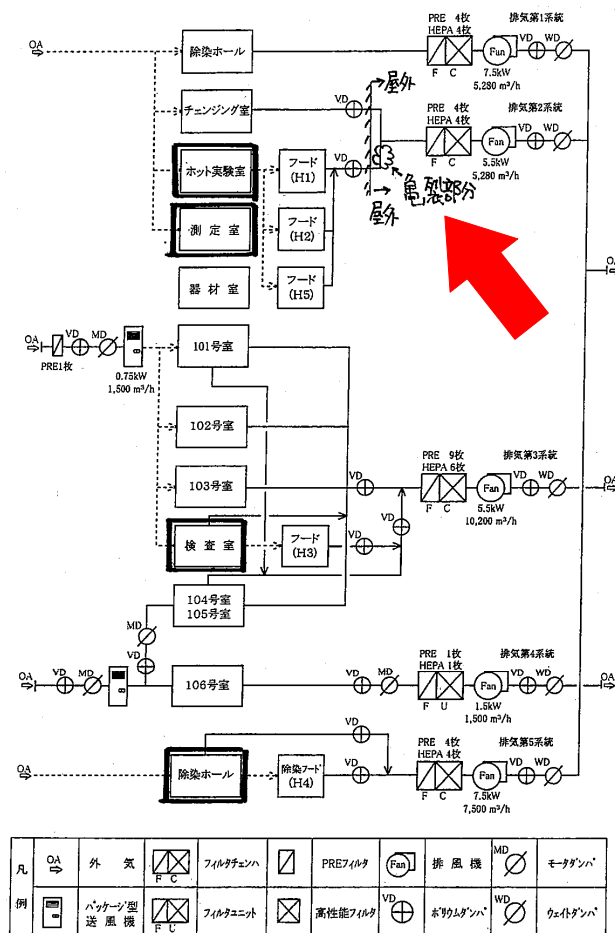 OA
除染ホール
PRE 4枚
HEPA 4枚
F C
Fan
7.5kW
5,280 m³/h
排気第1系統
VD WD
チェンジング室
VD
屋外
PRE 4枚
HEPA 4枚
F C
Fan
5.5kW
5,280 m³/h
排気第2系統
VD WD
ホット実験室
フード
(H1)
VD
亀裂部分
屋外
測定室
フード
(H2)
器材室
フード
(H5)
OA
OA
VD
MD
PRE1枚
0.75kW
1,500 m³/h
101号室
102号室
103号室
VD
VD
PRE 9枚
HEPA 6枚
F C
Fan
5.5kW
10,200 m³/h
排気第3系統
VD WD
OA
検査室
フード
(H3)
VD
104号室
105号室
MD
VD
OA
VD
MD
106号室
VD
MD
PRE 1枚
HEPA 1枚
F U
Fan
1.5kW
1,500 m³/h
排気第4系統
VD WD
OA
OA
除染ホール
VD
除染フード
(H4)
VD
PRE 4枚
HEPA 4枚
F C
Fan
7.5kW
7,500 m³/h
排気第5系統
VD WD
凡例
OA 外気
F C フィルタチェンバ
PREフィルタ
Fan 排風機
MD モータダンパ
パッケージ型
送風機
F U フィルタユニット
高性能フィルタ
VD ボリウムダンパ
WD ウェイトダンパ